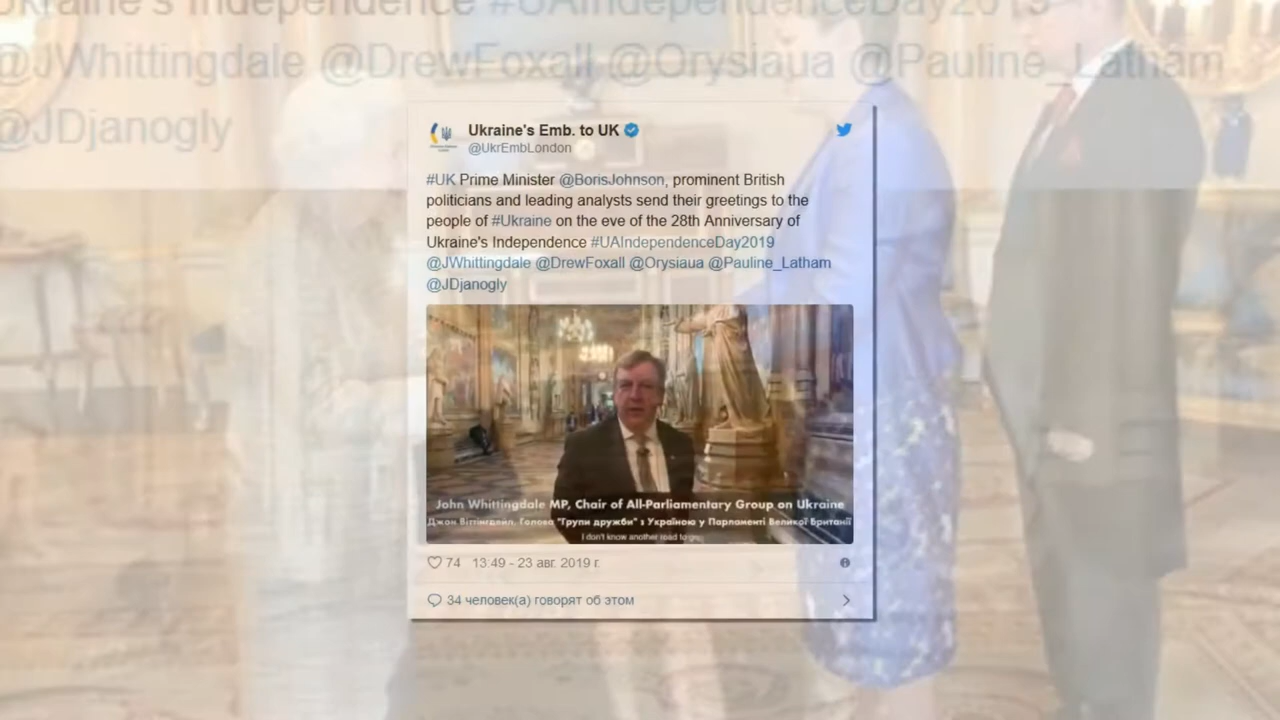 Ukraine's Independence #UAIndependenceDay2019
@JWhittingdale @DrewFoxall @Orysiaua @Pauline_Latham
@JDjanogly
Ukraine's Emb. to UK
@UkrEmbLondon
#UK Prime Minister @BorisJohnson, prominent British
politicians and leading analysts send their greetings to the
people of #Ukraine on the eve of the 28th Anniversary of
Ukraine's Independence #UAIndependenceDay2019
@JWhittingdale @DrewFoxall @Orysiaua @Pauline_Latham
@JDjanogly
John Whittingdale MP, Chair of All-Parliamentary Group on Ukraine
Джон Віттінгдейл, Голова "Групи дружби" з Україною у Парламенті Великої Британії
I don't know another road to go
74 13:49 - 23 авг. 2019 г.
34 человек(а) говорят об этом